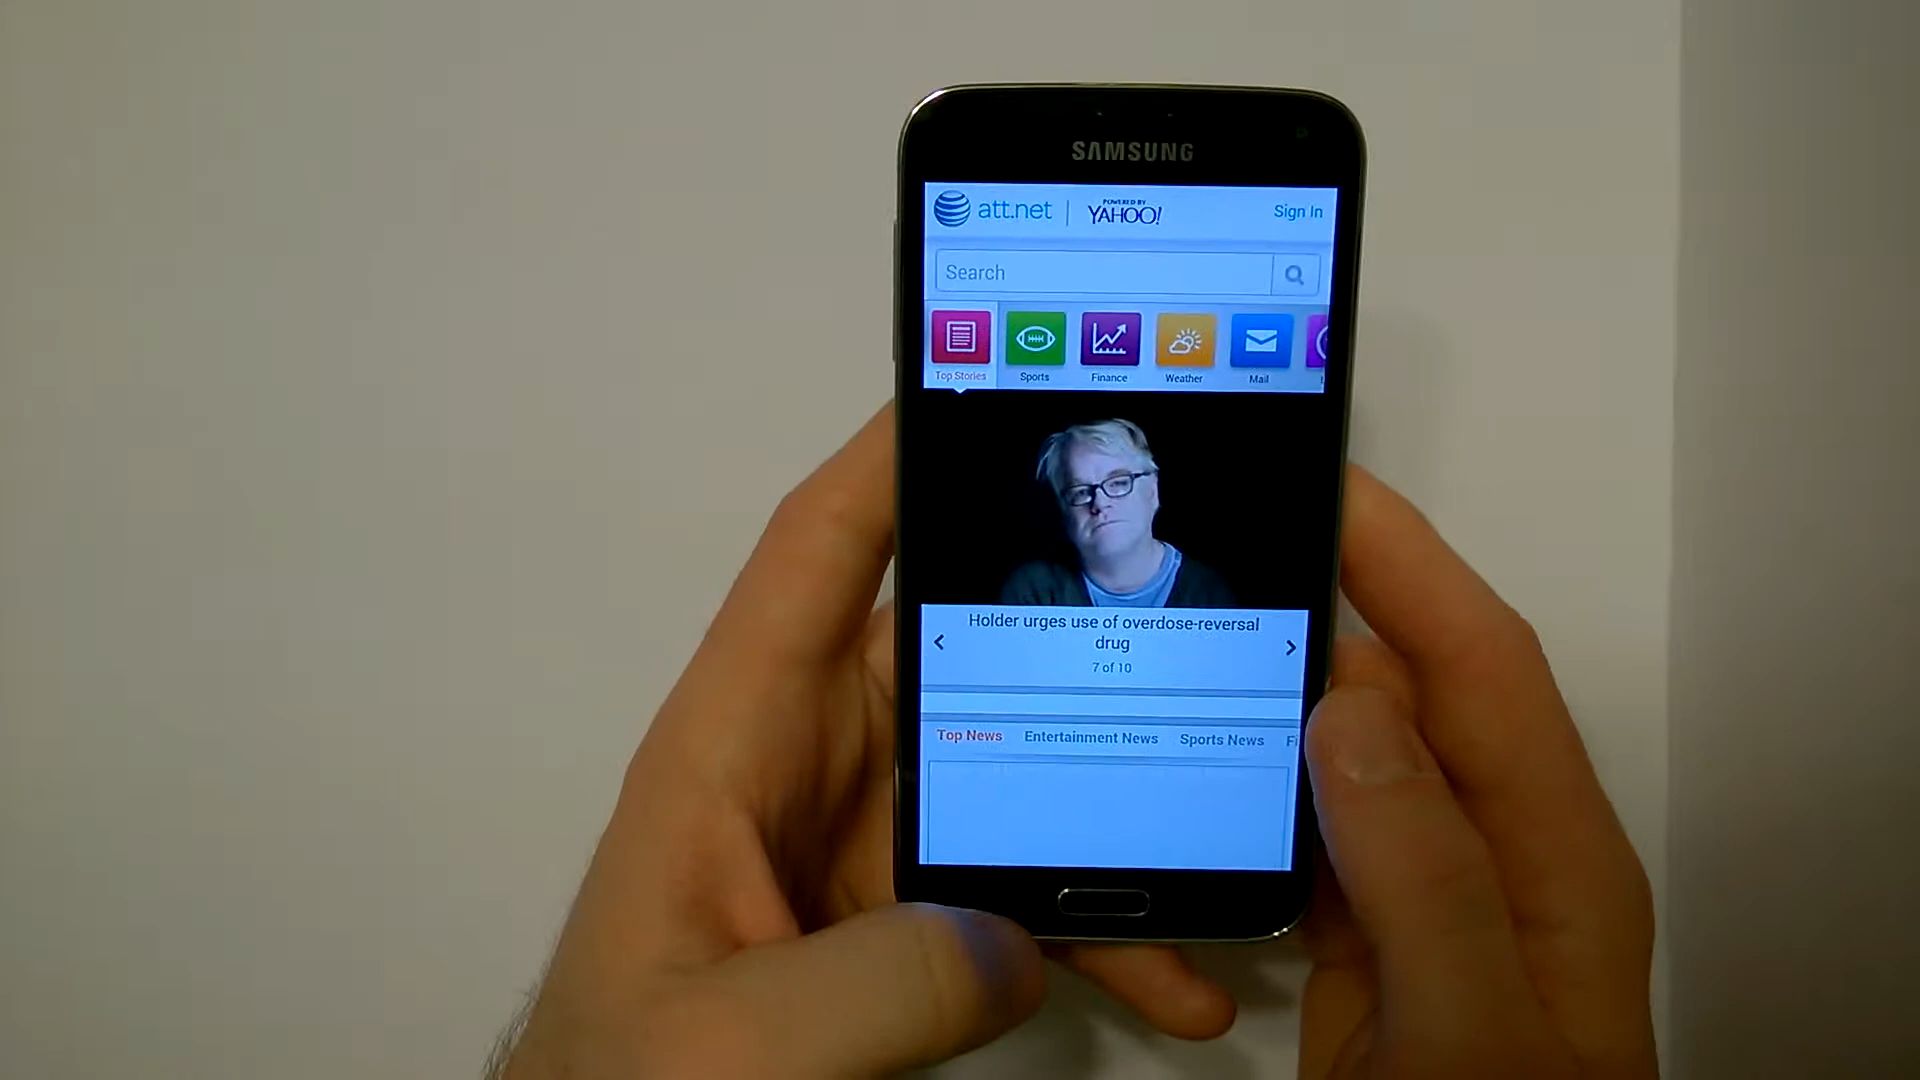 SAMSUNG
att.net | POWERED BY YAHOO! Sign In
Search
Top Stories Sports Finance Weather Mail
Holder urges use of overdose-reversal
drug
7 of 10
Top News Entertainment News Sports News